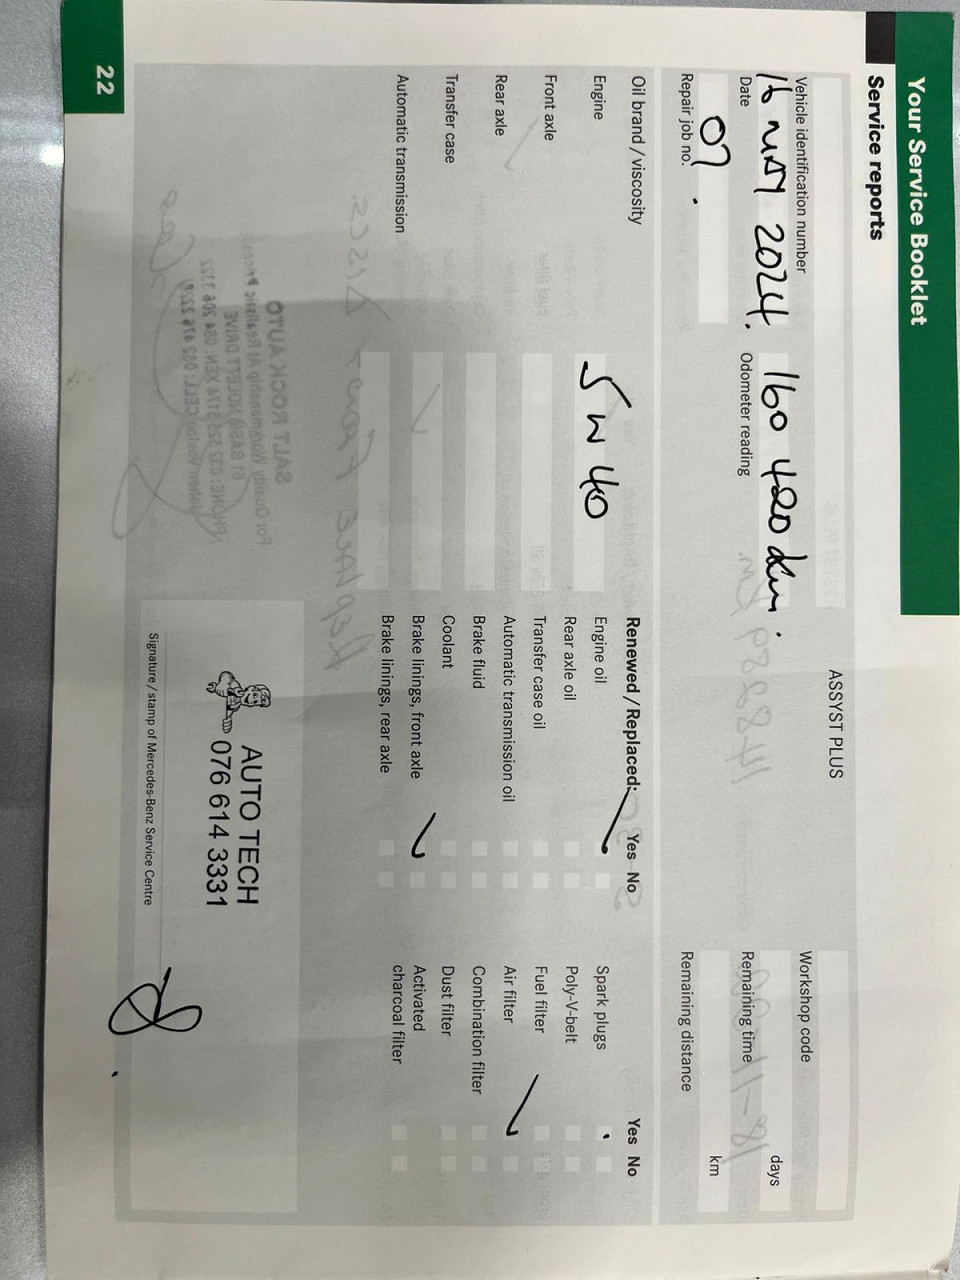 Your Service Booklet
Service reports
ASSYST PLUS
Vehicle identification number
Workshop code
16 MAY 2024. 160 420 km.
days
Date
Odometer reading
Remaining time
07.
km
Repair job no.
Remaining distance
Oil brand / viscosity
Renewed / Replaced: Yes No
Yes No
Engine
5 W 40
Engine oil
Spark plugs
Rear axle oil
Poly-V-belt
Front axle
Transfer case oil
Fuel filter
Rear axle
Automatic transmission oil
Air filter
Brake fluid
Combination filter
Transfer case
Coolant
Dust filter
Brake linings, front axle
Activated
charcoal filter
Automatic transmission
Brake linings, rear axle
AUTO TECH
076 614 3331
Signature / stamp of Mercedes-Benz Service Centre
22